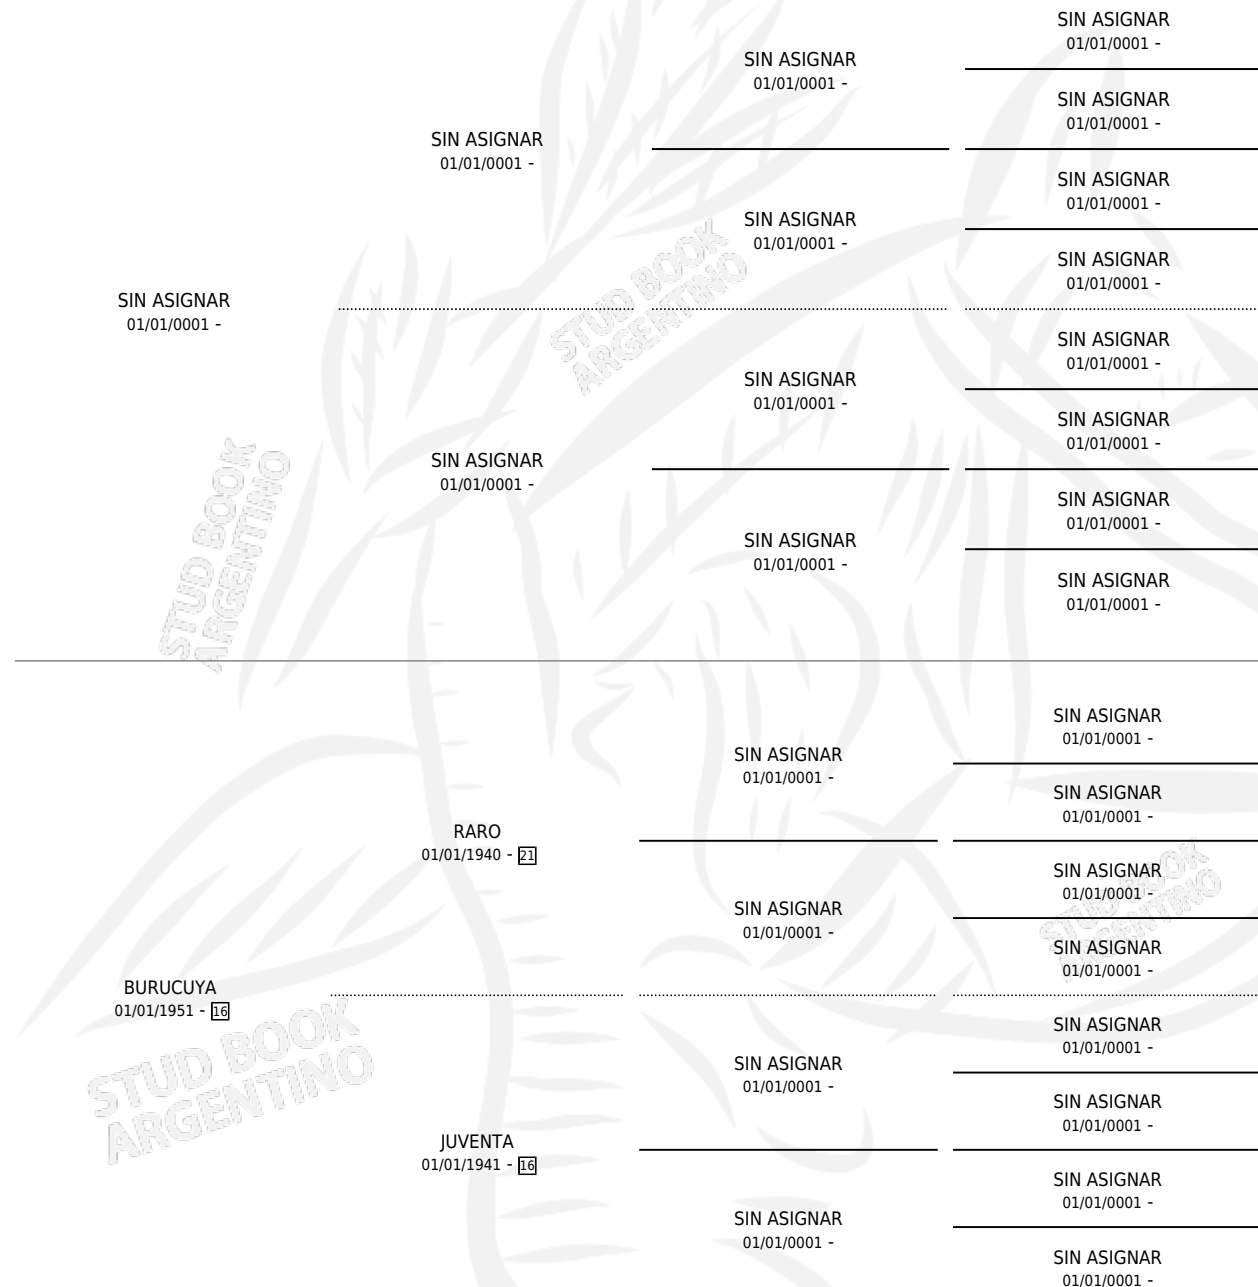 SIN ASIGNAR
01/01/0001 -
SIN ASIGNAR
01/01/0001 -
SIN ASIGNAR
01/01/0001 -
SIN ASIGNAR
01/01/0001 -
SIN ASIGNAR
01/01/0001 -
SIN ASIGNAR
01/01/0001 -
SIN ASIGNAR
01/01/0001 -
STUD BOOK
ARGENTINO
SIN ASIGNAR
01/01/0001 -
SIN ASIGNAR
01/01/0001 -
SIN ASIGNAR
01/01/0001 -
SIN ASIGNAR
01/01/0001 -
SIN ASIGNAR
01/01/0001 -
SIN ASIGNAR
01/01/0001 -
STUD BOOK
ARGENTINO
SIN ASIGNAR
01/01/0001 -
SIN ASIGNAR
01/01/0001 -
SIN ASIGNAR
01/01/0001 -
SIN ASIGNAR
01/01/0001 -
SIN ASIGNAR
01/01/0001 -
SIN ASIGNAR
01/01/0001 -
RARO
01/01/1940 - 21
SIN ASIGNAR
01/01/0001 -
SIN ASIGNAR
01/01/0001 -
SIN ASIGNAR
01/01/0001 -
STUD BOOK
ARGENTINO
SIN ASIGNAR
01/01/0001 -
BURUCUYA
01/01/1951 - 16
STUD BOOK
ARGENTINO
SIN ASIGNAR
01/01/0001 -
SIN ASIGNAR
01/01/0001 -
SIN ASIGNAR
01/01/0001 -
JUVENTA
01/01/1941 - 16
SIN ASIGNAR
01/01/0001 -
SIN ASIGNAR
01/01/0001 -
SIN ASIGNAR
01/01/0001 -